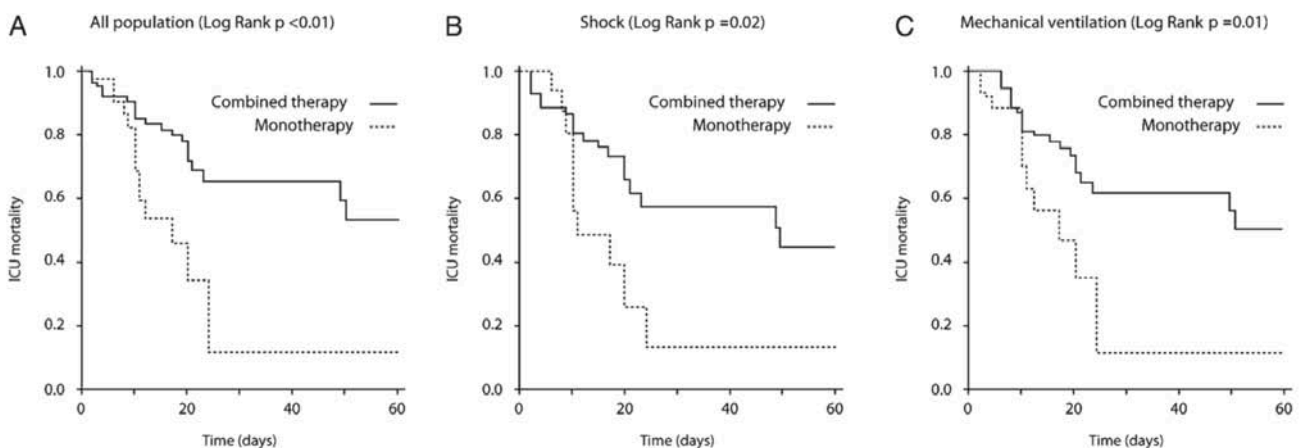 A All population (Log Rank p <0.01)
1.0
0.8
0.6
0.4
0.2
0.0
ICU mortality
Combined therapy
Monotherapy
0 20 40 60
Time (days)
B Shock (Log Rank p =0.02)
1.0
0.8
0.6
0.4
0.2
0.0
ICU mortality
Combined therapy
Monotherapy
0 20 40 60
Time (days)
C Mechanical ventilation (Log Rank p =0.01)
1.0
0.8
0.6
0.4
0.2
0.0
ICU mortality
Combined therapy
Monotherapy
0 20 40 60
Time (days)